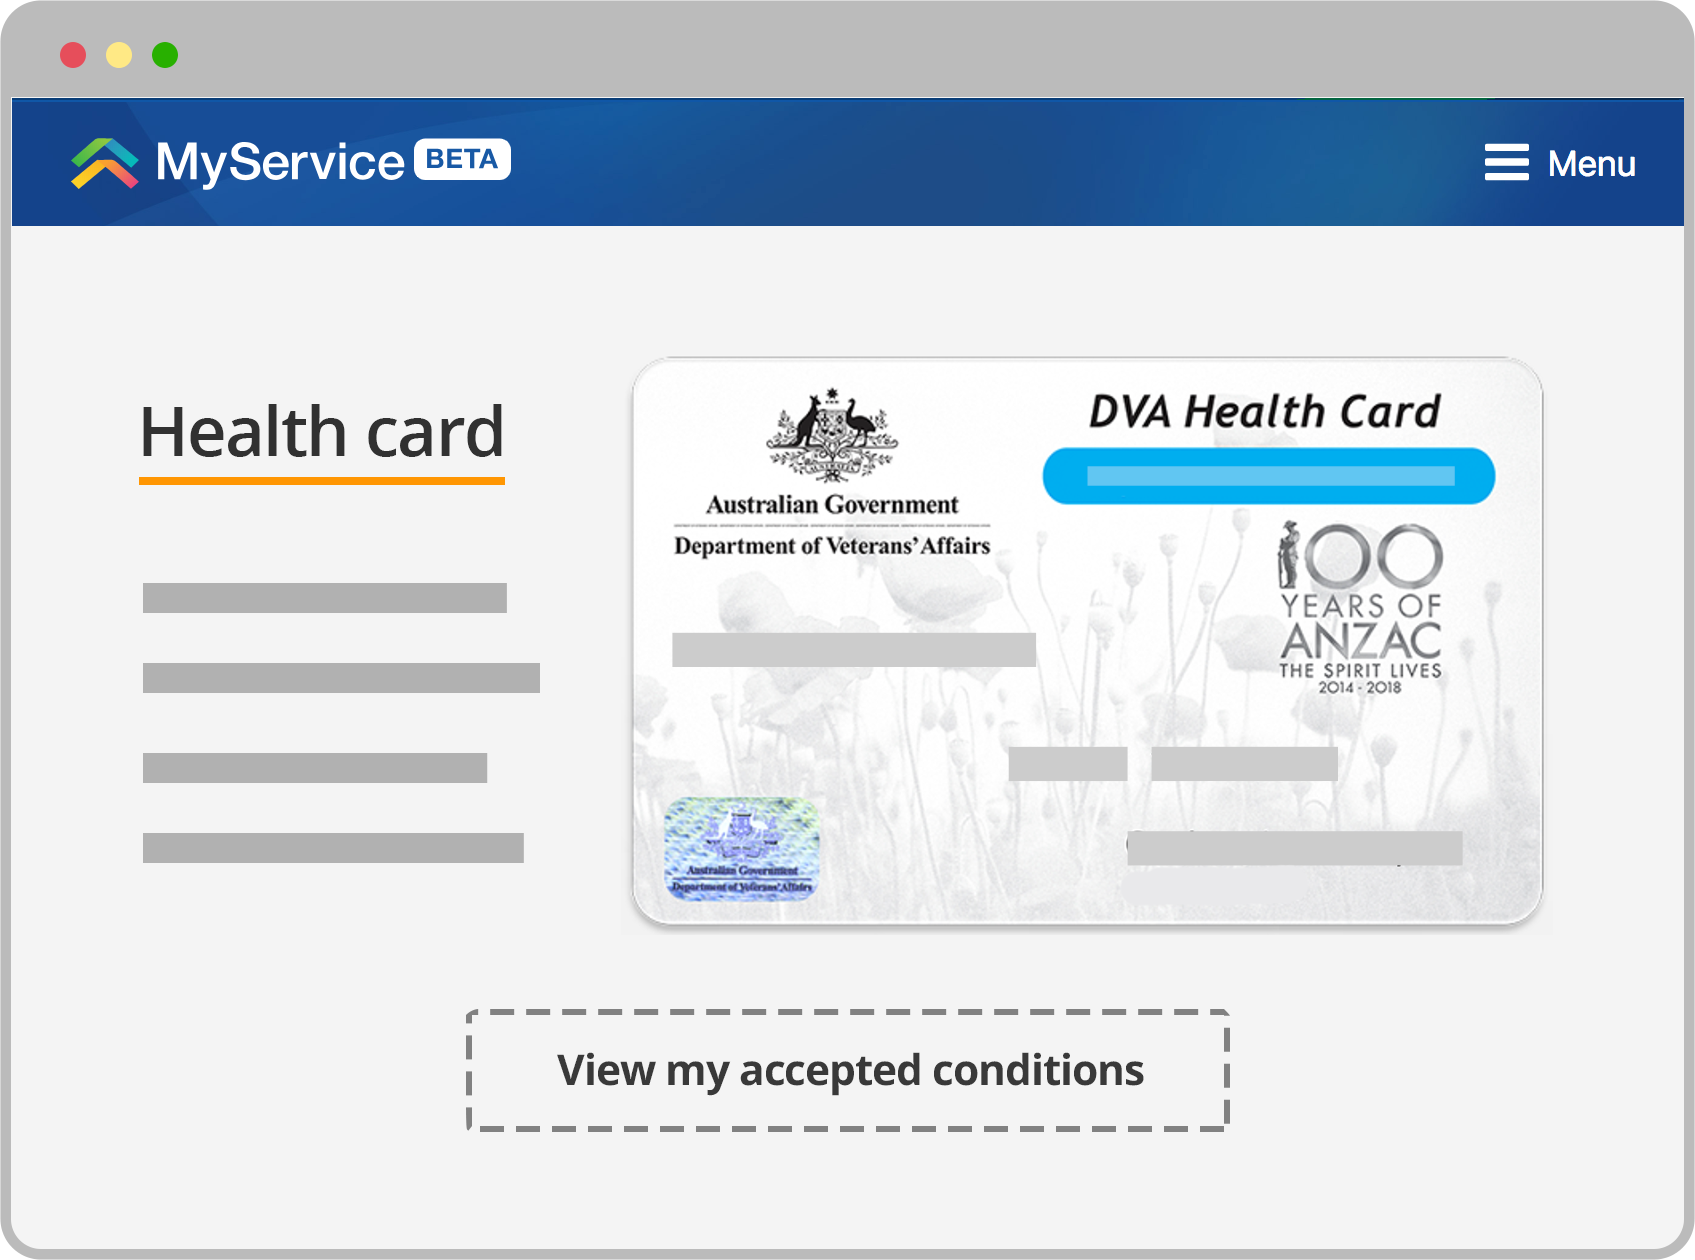 MyService BETA
Menu
Health card
AUSTRALIA
Australian Government
Department of Veterans' Affairs
DVA Health Card
100
YEARS OF
ANZAC
THE SPIRIT LIVES
2014 - 2018
Australian Government
Department of Veterans' Affairs
View my accepted conditions